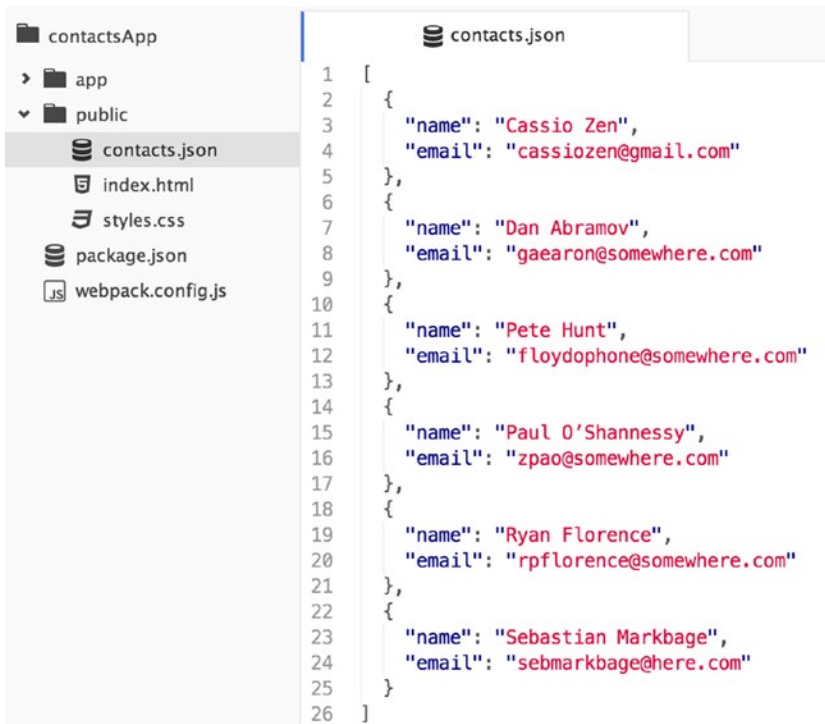 contactsApp
app
public
contacts.json
index.html
styles.css
package.json
JS webpack.config.js
contacts.json
1 [
2 {
3 "name": "Cassio Zen",
4 "email": "cassiozen@gmail.com"
5 },
6 {
7 "name": "Dan Abramov",
8 "email": "gaearon@somewhere.com"
9 },
10 {
11 "name": "Pete Hunt",
12 "email": "floydophone@somewhere.com"
13 },
14 {
15 "name": "Paul O’Shannessy",
16 "email": "zpao@somewhere.com"
17 },
18 {
19 "name": "Ryan Florence",
20 "email": "rpflorence@somewhere.com"
21 },
22 {
23 "name": "Sebastian Markbage",
24 "email": "sebmarkbage@here.com"
25 }
26 ]